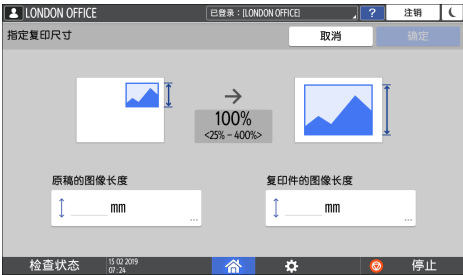 LONDON OFFICE
已登录：[LONDON OFFICE]
?
注销
指定复印尺寸
取消
确定
100%
<25% - 400%>
原稿的图像长度
复印件的图像长度
____ mm
...
____ mm
...
检查状态
15 02 2019
07:24
停止